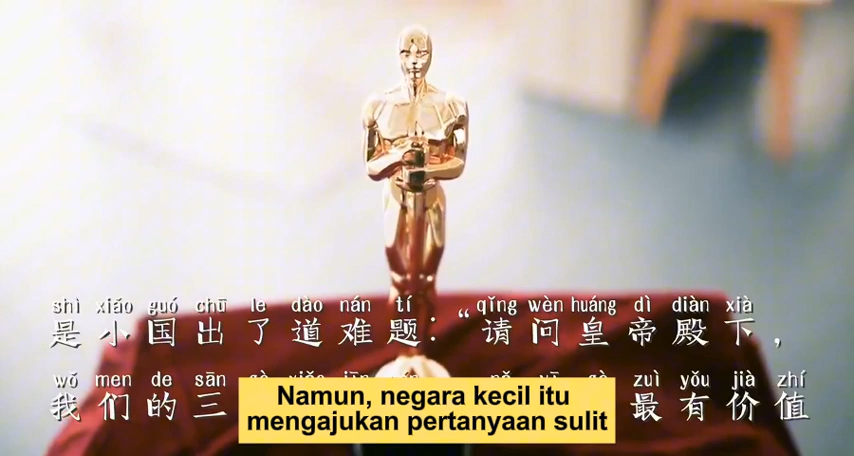 shì xiǎo guó chū le dào nán tí qǐng wèn huáng dì diàn xià
是小国出了道难题：“请问皇帝殿下，
wǒ men de sān zuì yǒu jià zhí
我们的三 最有价值
Namun, negara kecil itu
mengajukan pertanyaan sulit